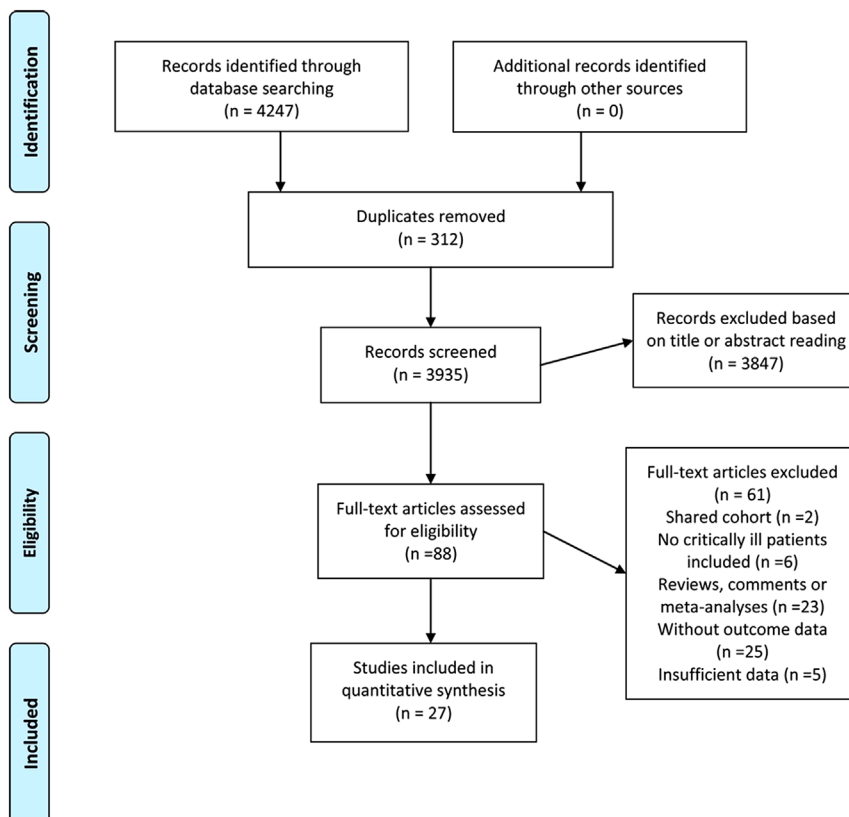 Identification
Records identified through
database searching
(n = 4247)
Additional records identified
through other sources
(n = 0)
Duplicates removed
(n = 312)
Screening
Records screened
(n = 3935)
Records excluded based
on title or abstract reading
(n = 3847)
Eligibility
Full-text articles assessed
for eligibility
(n =88)
Full-text articles excluded
(n = 61)
Shared cohort (n =2)
No critically ill patients
included (n =6)
Reviews, comments or
meta-analyses (n =23)
Without outcome data
(n =25)
Insufficient data (n =5)
Included
Studies included in
quantitative synthesis
(n = 27)